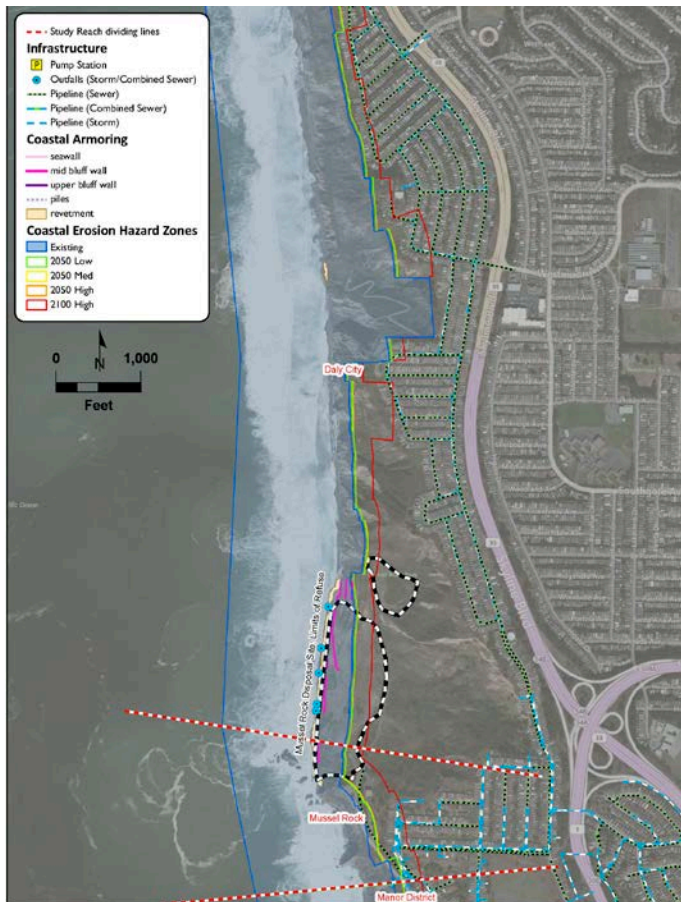 Study Reach dividing lines
Infrastructure
P Pump Station
Outfalls (Storm/Combined Sewer)
Pipeline (Sewer)
Pipeline (Combined Sewer)
Pipeline (Storm)
Coastal Armoring
seawall
mid bluff wall
upper bluff wall
piles
revetment
Coastal Erosion Hazard Zones
Existing
2050 Low
2050 Med
2050 High
2100 High
N
0 1,000
Feet
Daly City
Mussel Rock Disposal Site: Limits of Refuse
Mussel Rock
Manor District